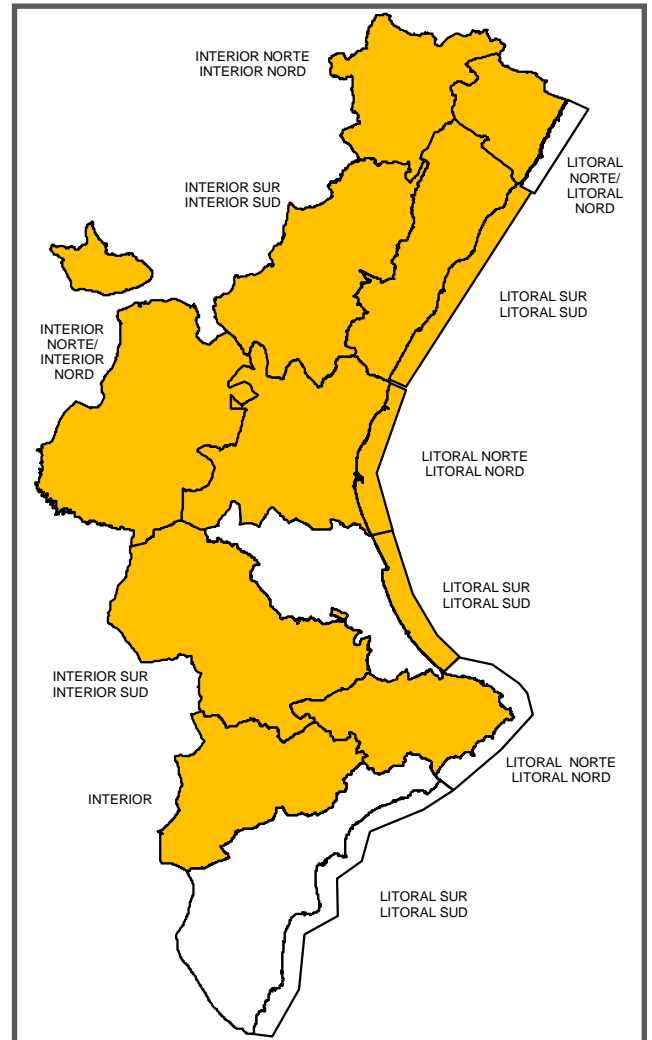 INTERIOR NORTE
INTERIOR NORD
LITORAL
NORTE/
LITORAL
NORD
INTERIOR SUR
INTERIOR SUD
LITORAL SUR
LITORAL SUD
INTERIOR
NORTE/
INTERIOR
NORD
LITORAL NORTE
LITORAL NORD
LITORAL SUR
LITORAL SUD
INTERIOR SUR
INTERIOR SUD
LITORAL NORTE
LITORAL NORD
INTERIOR
LITORAL SUR
LITORAL SUD